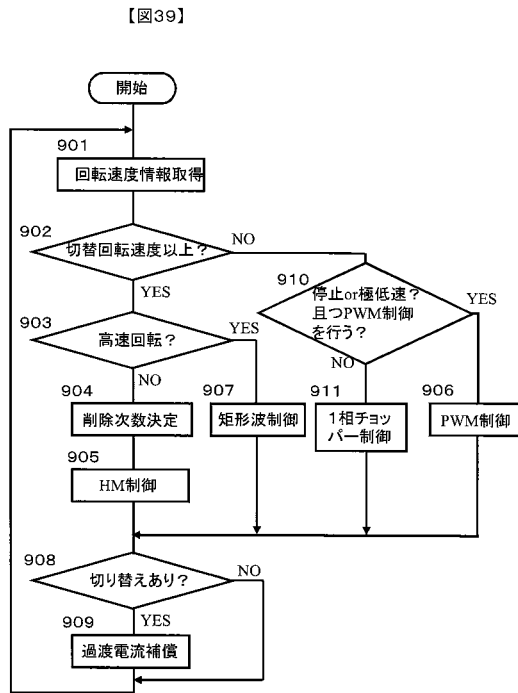 【図39】
開始
901
回転速度情報取得
902
切替回転速度以上？
NO
YES
910
停止or極低速？
且つPWM制御
を行う？
YES
NO
903
高速回転？
YES
NO
904
削除次数決定
907
矩形波制御
911
1相チョッ
パー制御
906
PWM制御
905
HM制御
908
切り替えあり？
NO
YES
909
過渡電流補償